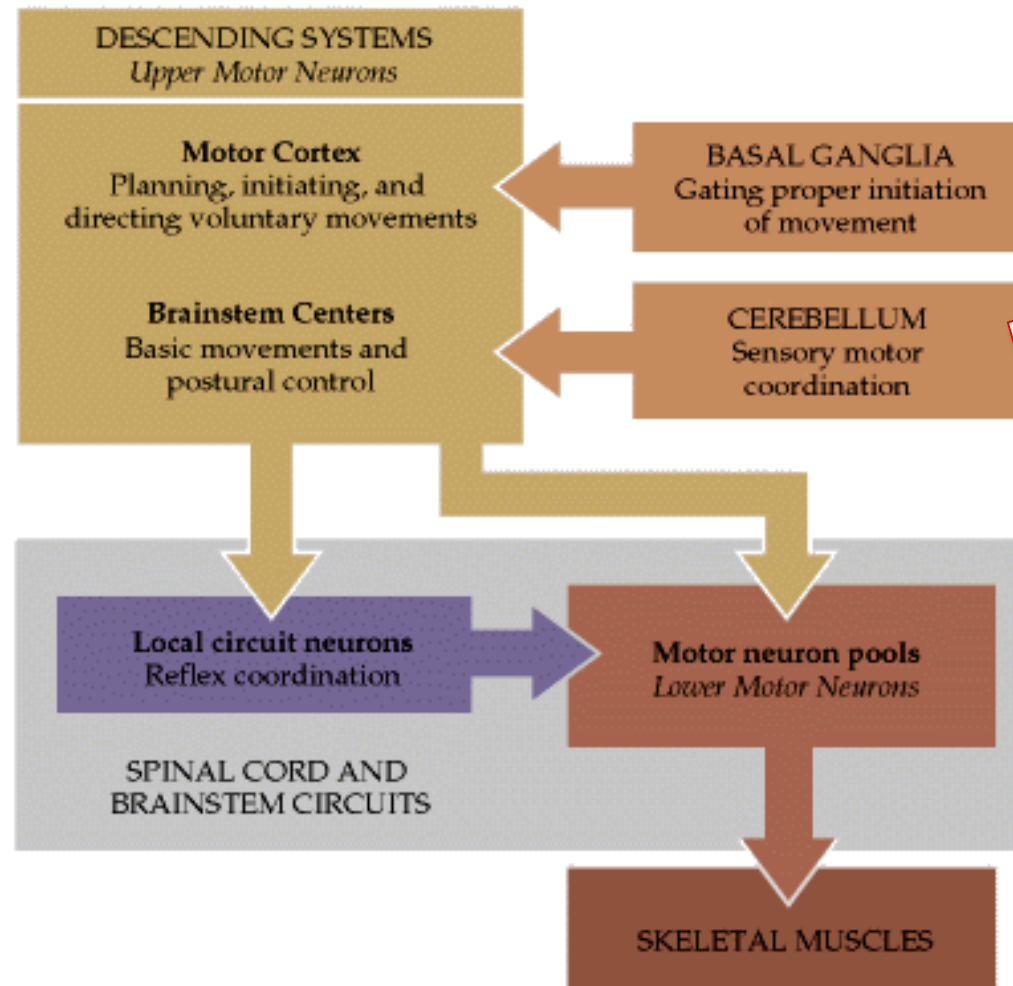 DESCENDING SYSTEMS
Upper Motor Neurons
Motor Cortex
Planning, initiating, and
directing voluntary movements
Brainstem Centers
Basic movements and
postural control
BASAL GANGLIA
Gating proper initiation
of movement
CEREBELLUM
Sensory motor
coordination
Local circuit neurons
Reflex coordination
Motor neuron pools
Lower Motor Neurons
SPINAL CORD AND
BRAINSTEM CIRCUITS
SKELETAL MUSCLES